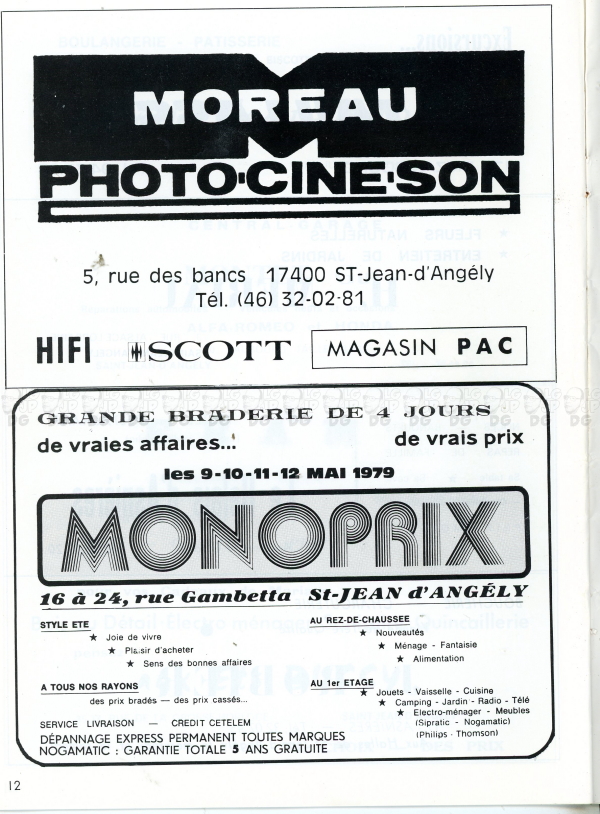 MOREAU
PHOTO·CINE·SON
5, rue des bancs 17400 ST-Jean-d'Angély
Tél. (46) 32-02-81
HIFI SCOTT MAGASIN PAC
GRANDE BRADERIE DE 4 JOURS
de vraies affaires... de vrais prix
les 9-10-11-12 MAI 1979
MONOPRIX
16 à 24, rue Gambetta St-JEAN d'ANGÉLY
STYLE ETE
★ Joie de vivre
★ Plaisir d'acheter
★ Sens des bonnes affaires
AU REZ-DE-CHAUSSEE
★ Nouveautés
★ Ménage - Fantaisie
★ Alimentation
A TOUS NOS RAYONS
des prix bradés — des prix cassés...
AU 1er ETAGE
★ Jouets - Vaisselle - Cuisine
★ Camping - Jardin - Radio - Télé
★ Electro-ménager - Meubles
(Sipratic - Nogamatic)
(Philips - Thomson)
SERVICE LIVRAISON — CREDIT CETELEM
DÉPANNAGE EXPRESS PERMANENT TOUTES MARQUES
NOGAMATIC : GARANTIE TOTALE 5 ANS GRATUITE
12